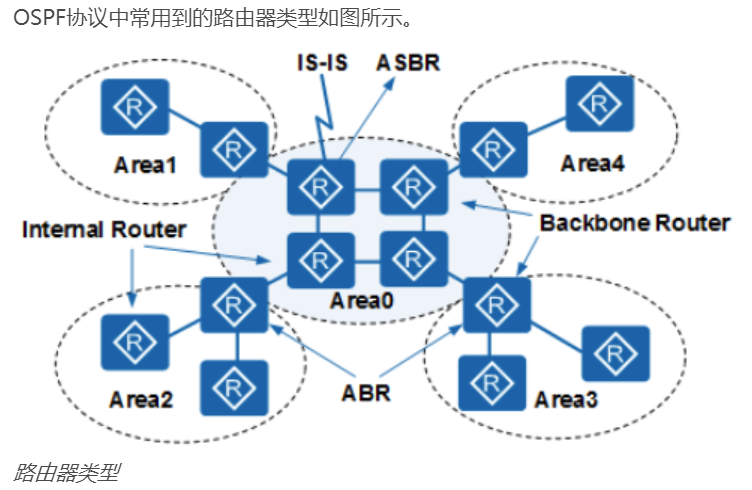 OSPF协议中常用到的路由器类型如图所示。
IS-IS ASBR
R
R
R
R
R
R
Area1
Area4
Internal Router
Backbone Router
R
R
Area0
R
R
R
R
R
R
Area2
ABR
Area3
路由器类型